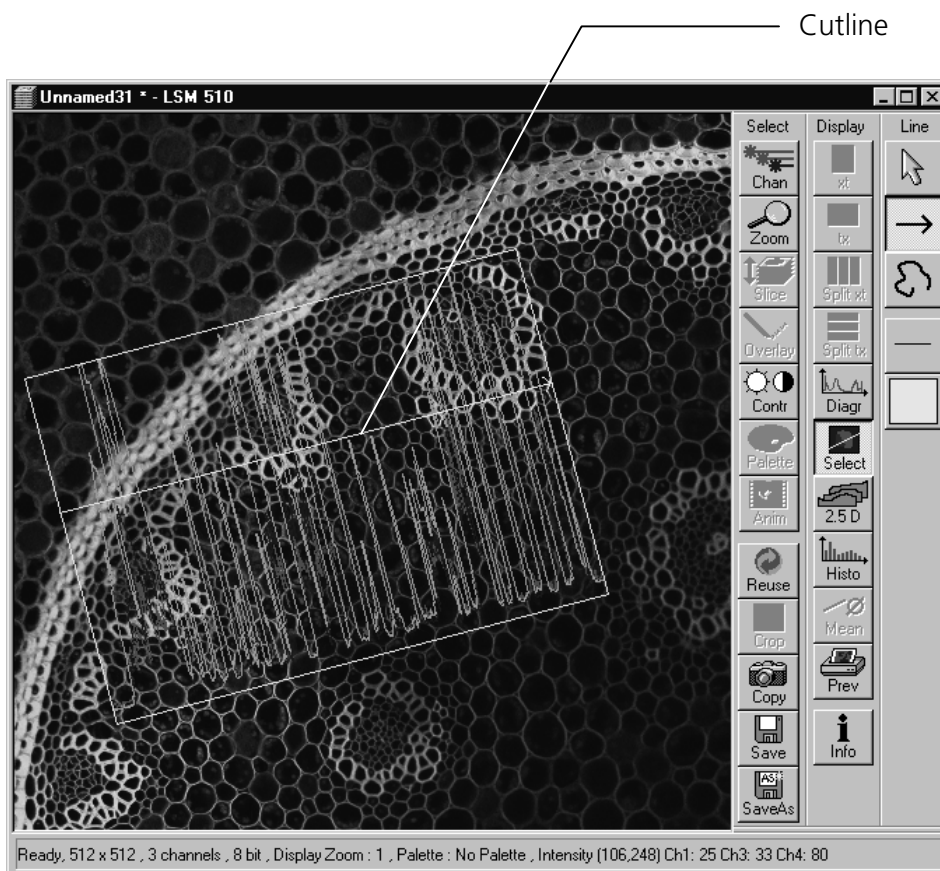 Cutline
Unnamed31 * - LSM 510
Select
Display
Line
Chan
xt
Zoom
tx
Slice
Split xt
Overlay
Split tx
Contr
Diagr
Palette
Select
Anim
2.5 D
Reuse
Histo
Crop
Mean
Copy
Prev
Save
Info
AS
SaveAs
Ready, 512 x 512 , 3 channels , 8 bit , Display Zoom : 1 , Palette : No Palette , Intensity (106,248) Ch1: 25 Ch3: 33 Ch4: 80